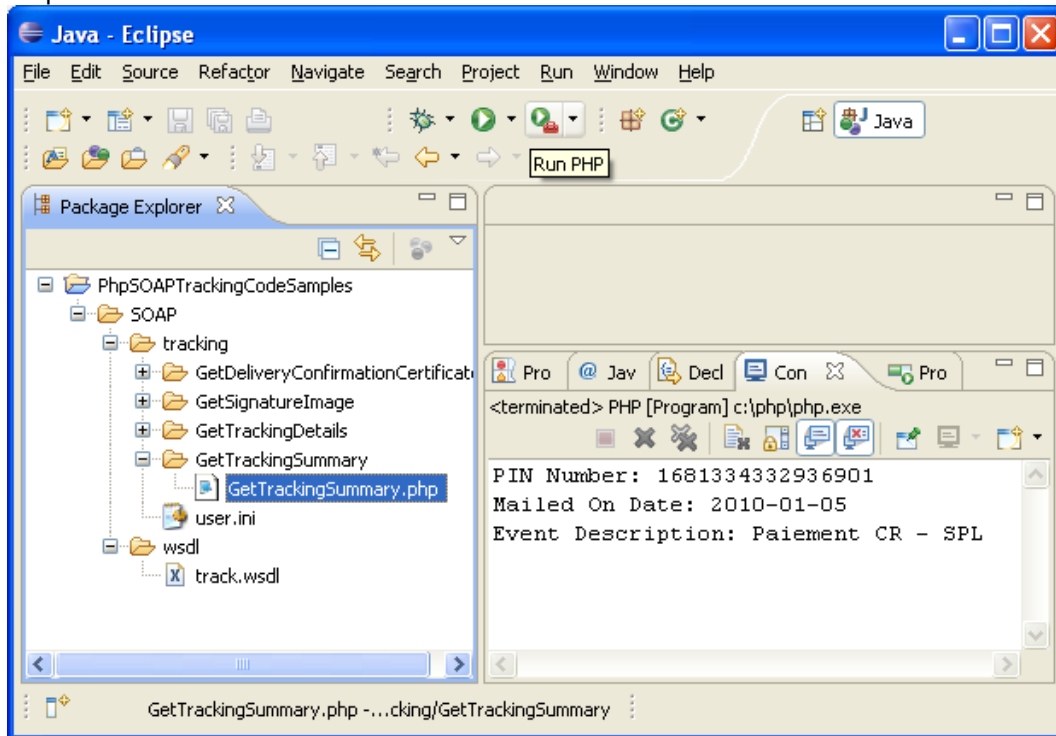 Java - Eclipse
File Edit Source Refactor Navigate Search Project Run Window Help
Java
Run PHP
Package Explorer
PhpSOAPTrackingCodeSamples
SOAP
tracking
GetDeliveryConfirmationCertificat
GetSignatureImage
GetTrackingDetails
GetTrackingSummary
GetTrackingSummary.php
user.ini
wsdl
track.wsdl
Pro @ Jav Decl Con Pro
<terminated> PHP [Program] c:\php\php.exe
PIN Number: 1681334332936901
Mailed On Date: 2010-01-05
Event Description: Paiement CR - SPL
GetTrackingSummary.php -...cking/GetTrackingSummary